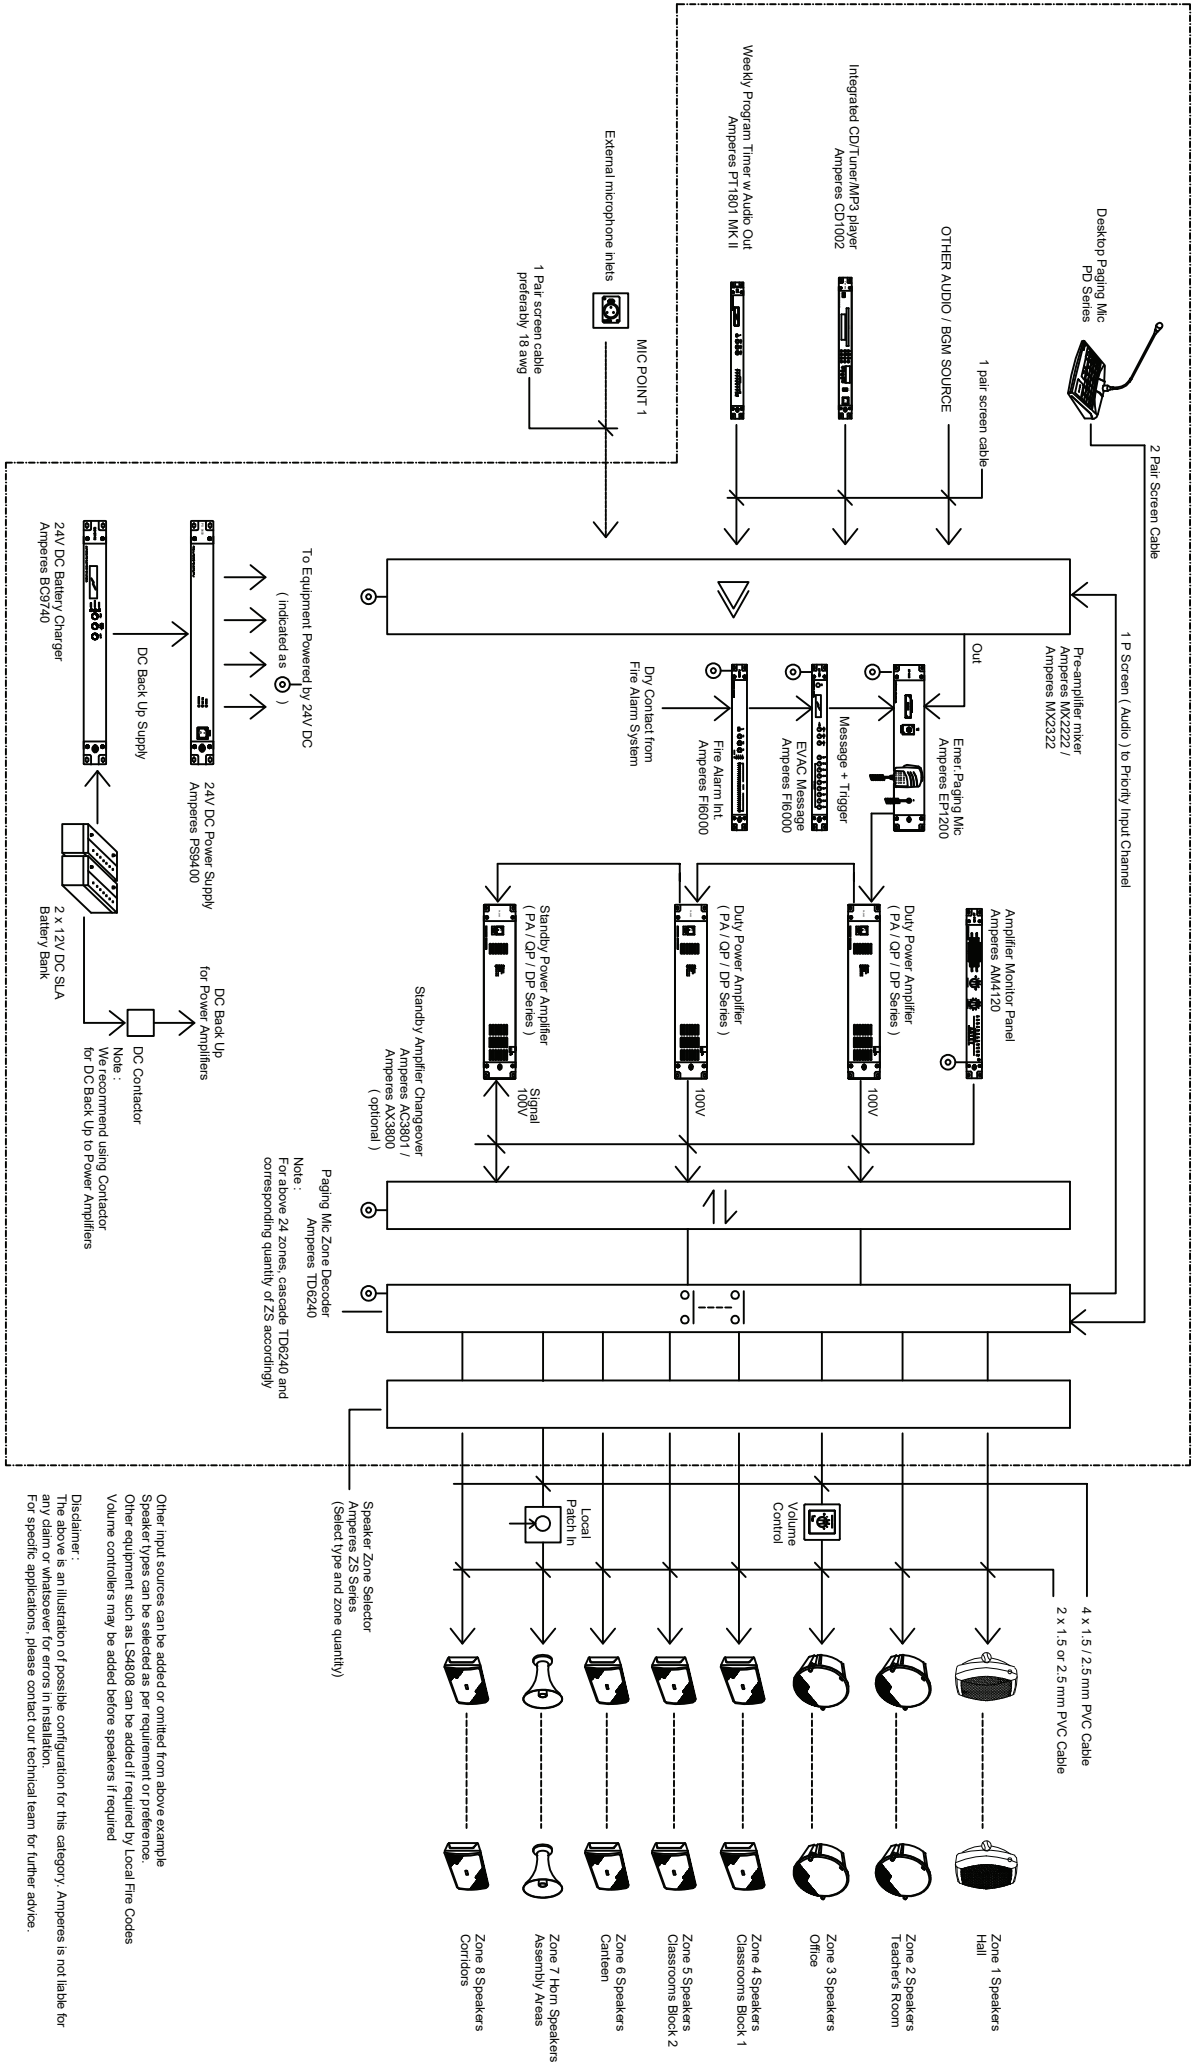 Desktop Paging Mic
PD Series
2 Pair Screen Cable
1 P Screen ( Audio ) to Priority Input Channel
OTHER AUDIO / BGM SOURCE
1 pair screen cable
Integrated CD/Tuner/MP3 player
Amperes CD1002
Weekly Program Timer w Audio Out
Amperes PT1801 MK II
External microphone inlets
MIC POINT 1
1 Pair screen cable
preferably 18 awg
Pre-amplifier mixer
Amperes MX2222 /
Amperes MX2322
Out
Emer.Paging Mic
Amperes EP1200
Message + Trigger
EVAC Message
Amperes FI6000
Fire Alarm Int.
Amperes FI6000
Dry Contact from
Fire Alarm System
Amplifier Monitor Panel
Amperes AM4120
Duty Power Amplifier
( PA / QP / DP Series )
100V
Duty Power Amplifier
( PA / QP / DP Series )
100V
Standby Power Amplifier
( PA / QP / DP Series )
Signal
100V
Standby Amplifier Changeover
Amperes AC3801 /
Amperes AX3800
( optional )
Paging Mic Zone Decoder
Amperes TD6240
Note :
For above 24 zones, cascade TD6240 and
corresponding quantity of ZS accordingly
Speaker Zone Selector
Amperes ZS Series
(Select type and zone quantity)
To Equipment Powered by 24V DC
( indicated as
)
24V DC Power Supply
Amperes PS9400
DC Back Up Supply
24V DC Battery Charger
Amperes BC9740
2 x 12V DC SLA
Battery Bank
DC Back Up
for Power Amplifiers
DC Contactor
Note :
We recommend using Contactor
for DC Back Up to Power Amplifiers
4 x 1.5 / 2.5 mm PVC Cable
2 x 1.5 or 2.5 mm PVC Cable
Volume
Control
Local
Patch In
Zone 1 Speakers
Hall
Zone 2 Speakers
Teacher's Room
Zone 3 Speakers
Office
Zone 4 Speakers
Classrooms Block 1
Zone 5 Speakers
Classrooms Block 2
Zone 6 Speakers
Canteen
Zone 7 Horn Speakers
Assembly Areas
Zone 8 Speakers
Corridors
Other input sources can be added or omitted from above example
Speaker types can be selected as per requirement or preference.
Other equipment such as LS4808 can be added if required by Local Fire Codes
Volume controllers may be added before speakers if required
Disclaimer :
The above is an illustration of possible configuration for this category. Amperes is not liable for
any claim or whatsoever for errors in installation.
For specific applications, please contact our technical team for further advice.